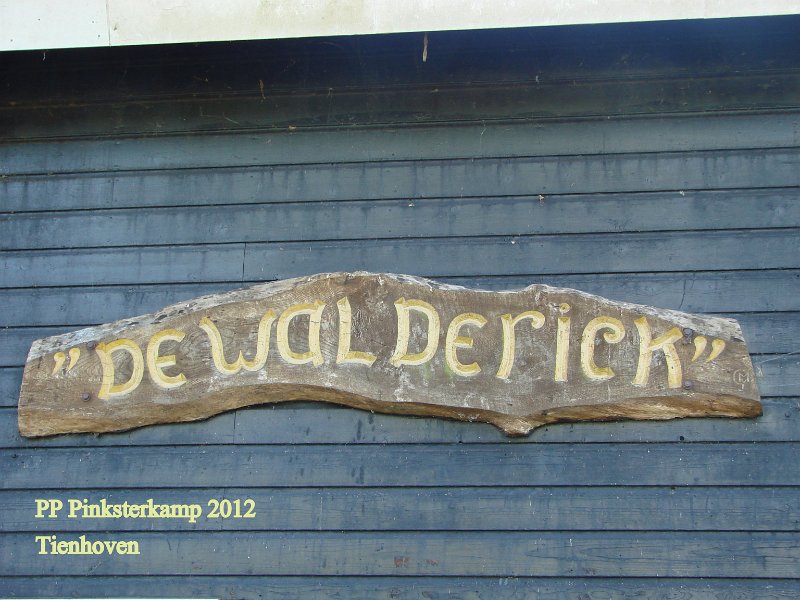 "DE WALDERICK"
PP Pinksterkamp 2012
Tienhoven